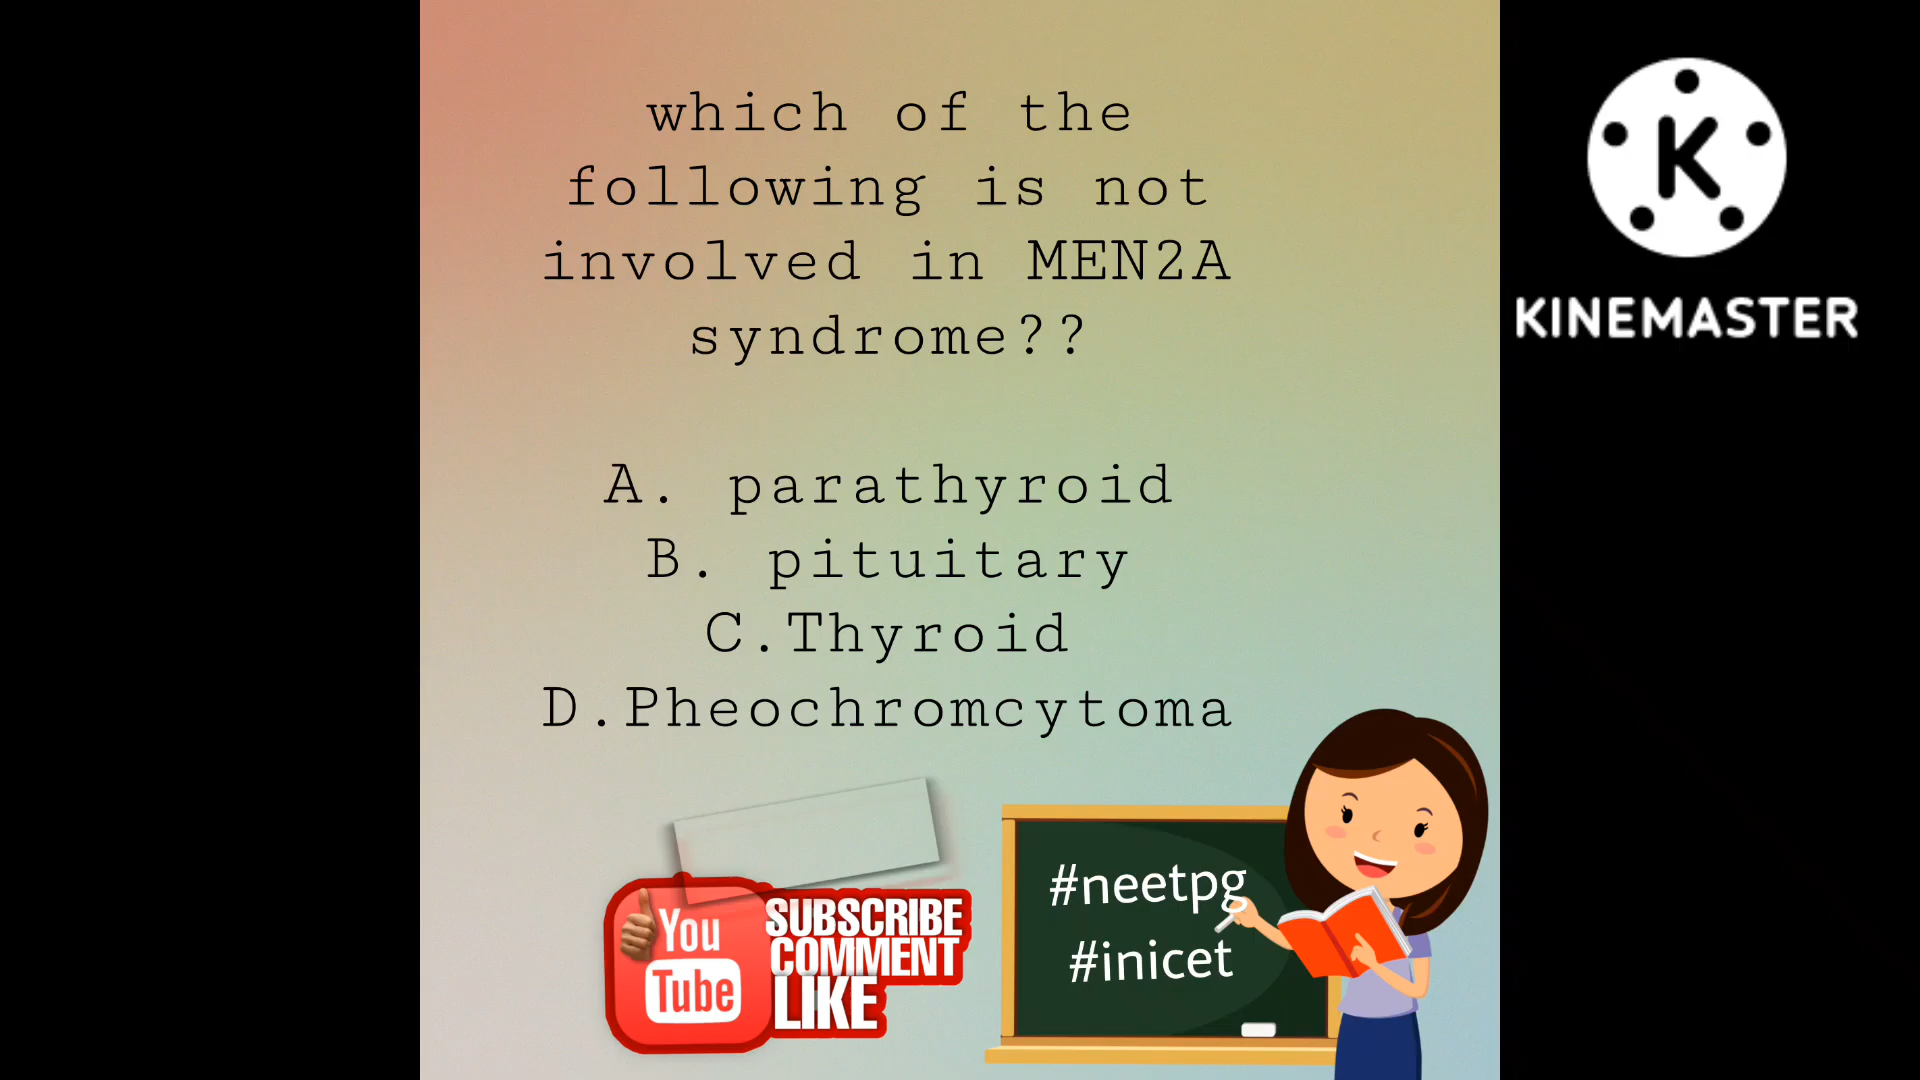 which of the
following is not
involved in MEN2A
syndrome??
A. parathyroid
B. pituitary
C.Thyroid
D.Pheochromcytoma
K
KINEMASTER
You
Tube
SUBSCRIBE
COMMENT
LIKE
#neetpg
#inicet